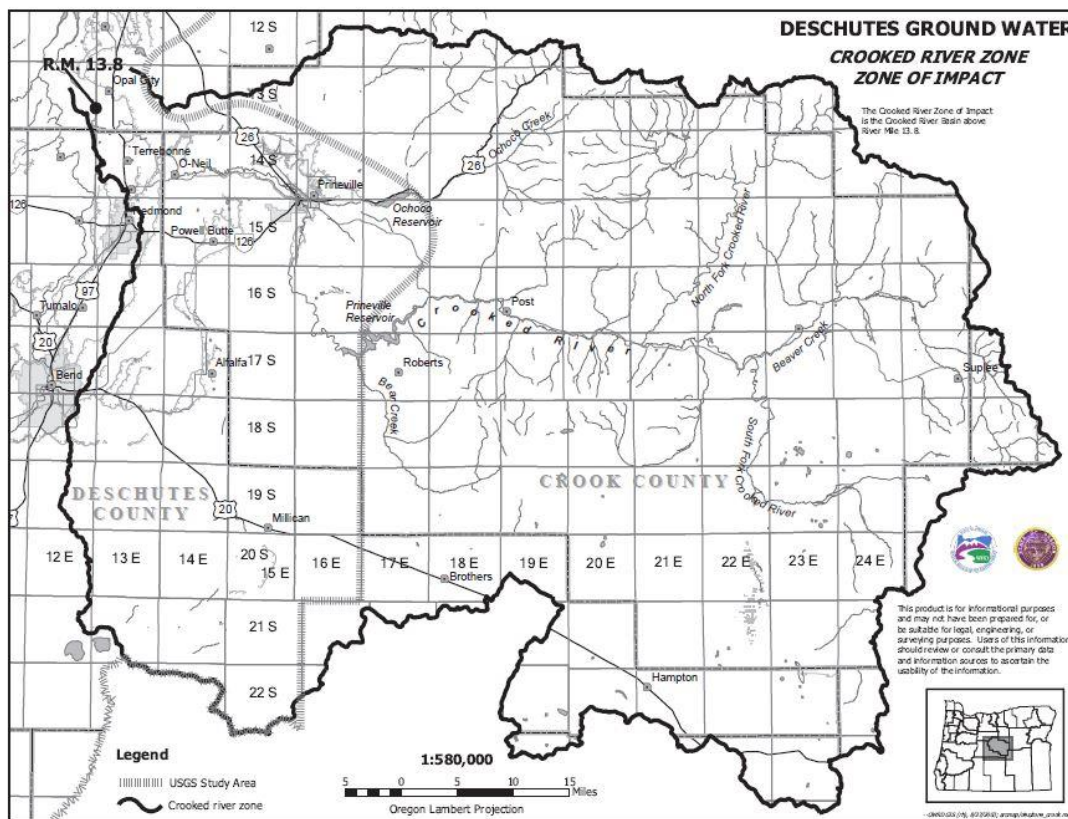 DESCHUTES GROUND WATER
CROOKED RIVER ZONE
ZONE OF IMPACT
The Crooked River Zone of Impact
is the Crooked River Basin above
River Mile 13.8.
R.M. 13.8
Opal City
12 S
13 S
26
Ochoco Creek
Terrebonne
O-Neil
14 S
26
Prineville
126
Redmond
Ochoco
Reservoir
Powell Butte
126
15 S
North Fork Crooked River
97
16 S
Tumalo
Prineville
Reservoir
Post
Crooked River
20
Beaver Creek
Alfalfa
17 S
Roberts
Suplee
Bend
Bear Creek
18 S
South Fork Crooked River
DESCHUTES
COUNTY
19 S
CROOK COUNTY
20
Millican
12 E
13 E
14 E
20 S
15 E
16 E
17 E
18 E
19 E
20 E
21 E
22 E
23 E
24 E
Brothers
21 S
This product is for informational purposes
and may not have been prepared for, or
be suitable for legal, engineering, or
surveying purposes. Users of this information
should review or consult the primary data
and information sources to ascertain the
usability of the information.
22 S
Hampton
Legend
USGS Study Area
Crooked river zone
1:580,000
5 0 5 10 15
Miles
Oregon Lambert Projection